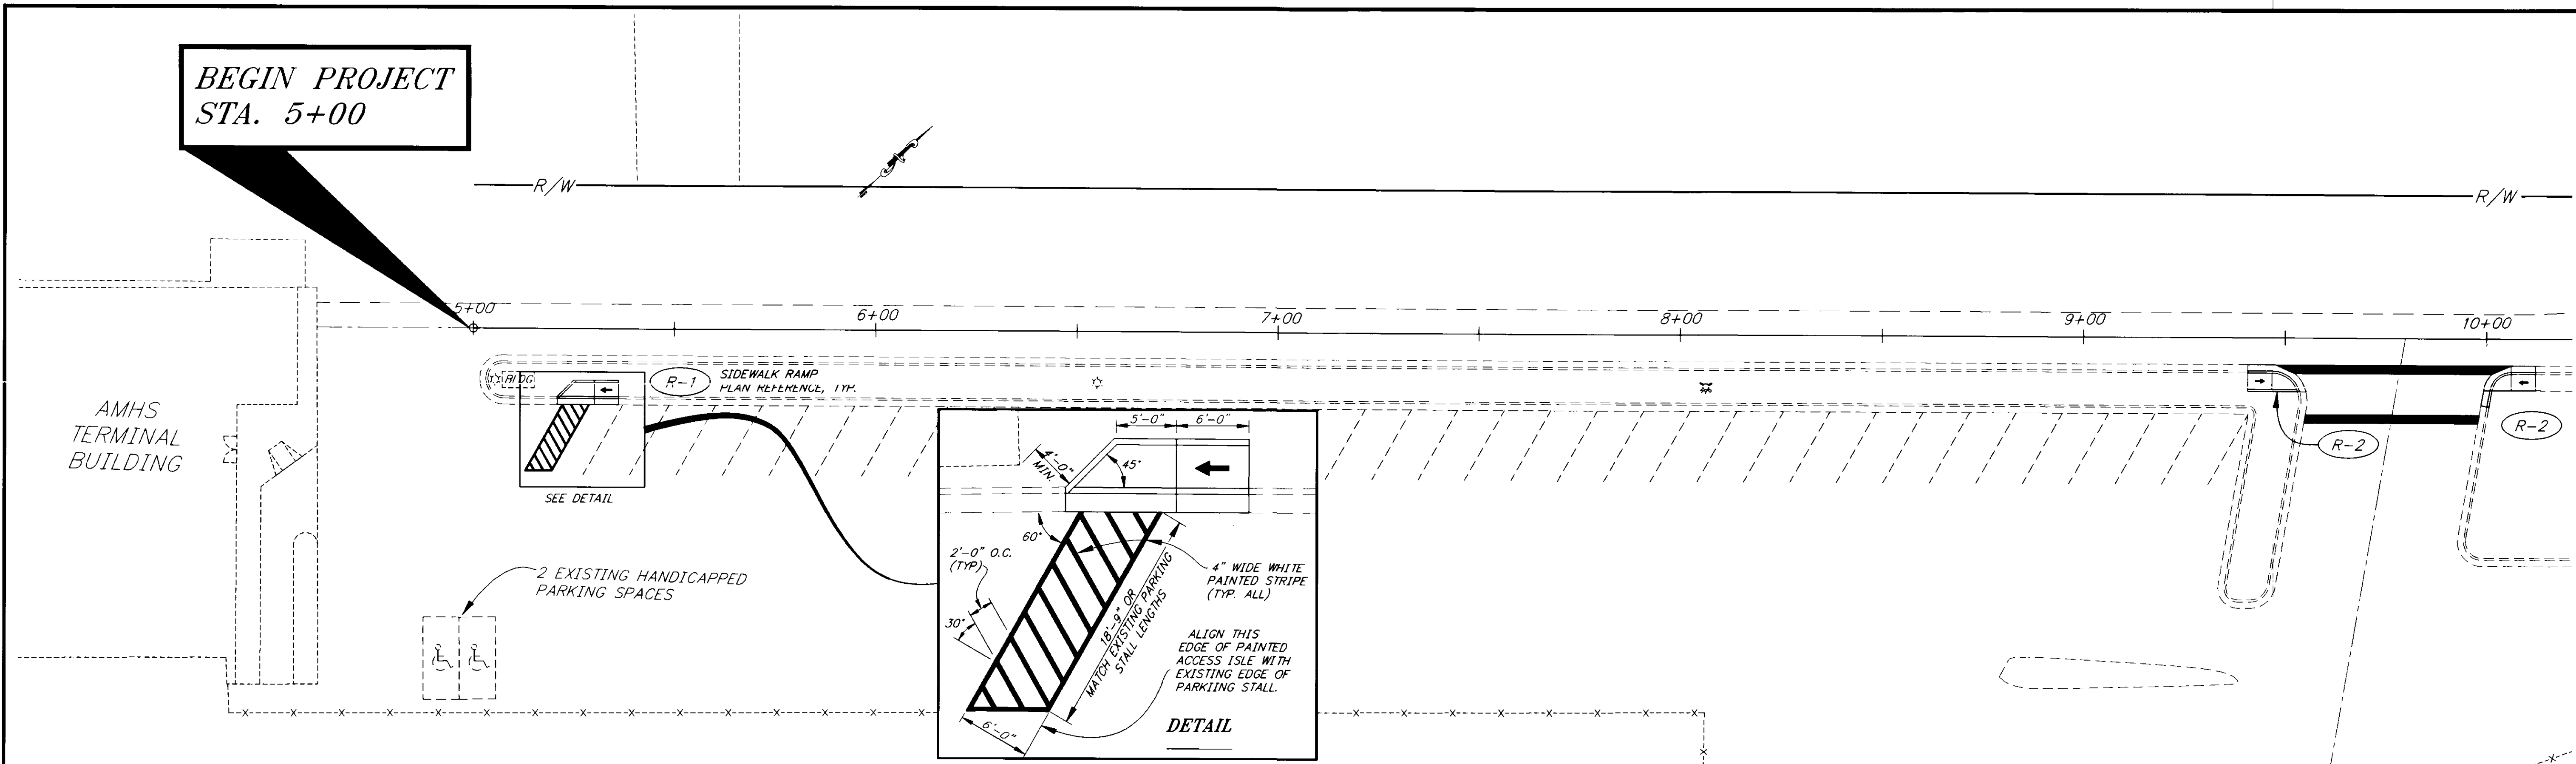 BEGIN PROJECT
STA. 5+00
R/W
R/W
5+00
6+00
7+00
8+00
9+00
10+00
BLDG
R-1
SIDEWALK RAMP
PLAN REFERENCE, TYP.
AMHS
TERMINAL
BUILDING
SEE DETAIL
R-2
R-2
2 EXISTING HANDICAPPED
PARKING SPACES
5'-0"
6'-0"
4'-0"
MIN.
45°
60°
2'-0" O.C.
(TYP)
30°
4" WIDE WHITE
PAINTED STRIPE
(TYP. ALL)
18'-9" OR
MATCH EXISTING PARKING
STALL LENGTHS
ALIGN THIS
EDGE OF PAINTED
ACCESS ISLE WITH
EXISTING EDGE OF
PARKIING STALL.
6'-0"
DETAIL